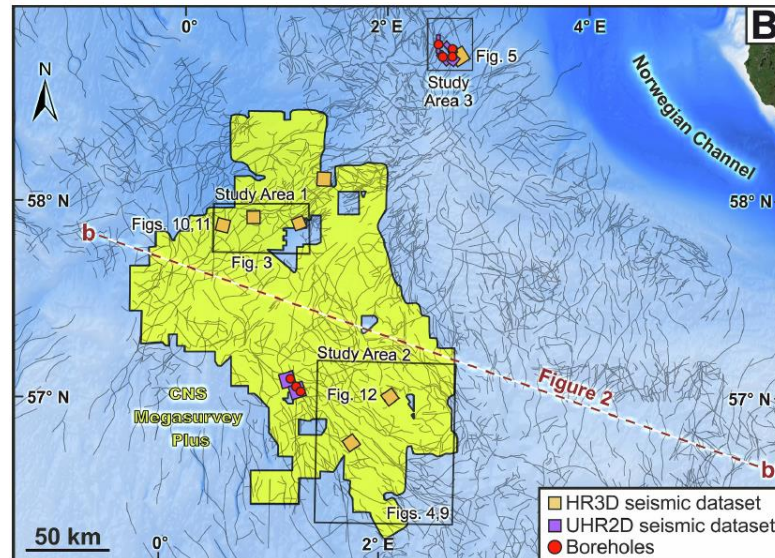 0°
2° E
4° E
B
N
Fig. 5
Study
Area 3
Norwegian
Channel
58° N
58° N
Study Area 1
Figs. 10,11
b
Fig. 3
Study Area 2
Figure 2
57° N
Fig. 12
57° N
CNS
Megasurvey
Plus
b'
Figs. 4,9
50 km
0°
2° E
HR3D seismic dataset
UHR2D seismic dataset
Boreholes